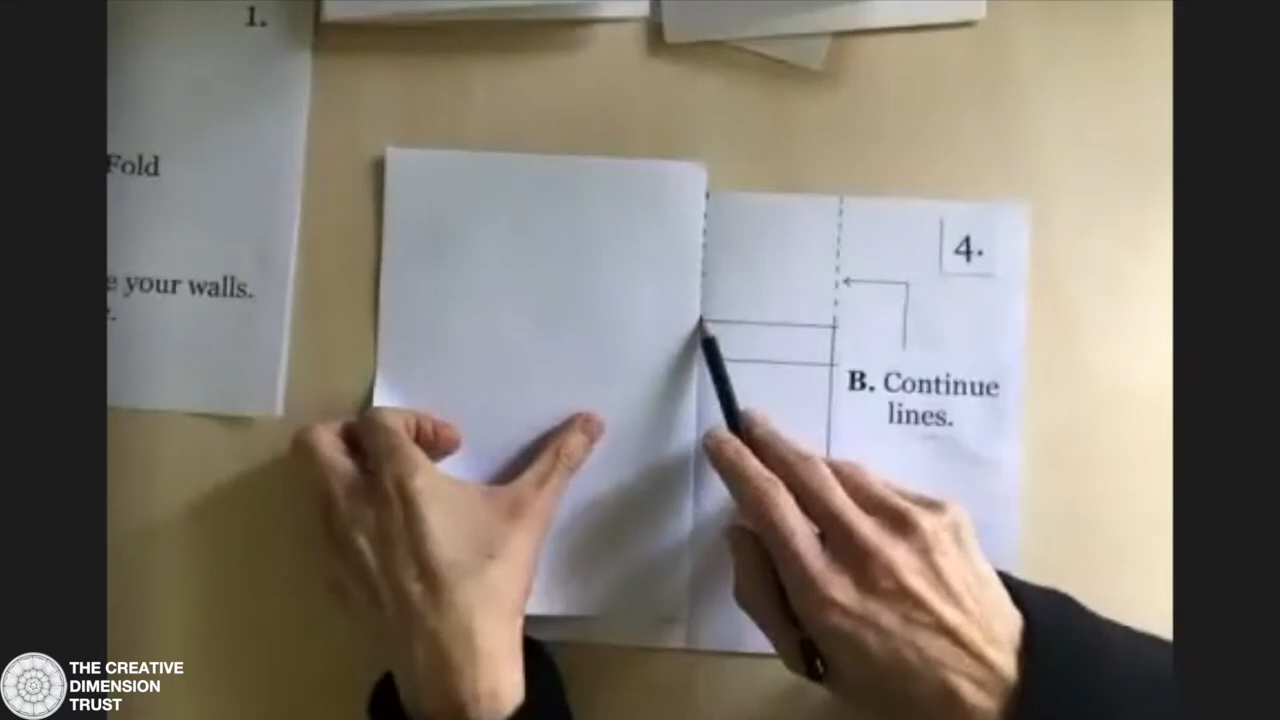 1.
Fold
e your walls.
4.
B. Continue
lines.
THE CREATIVE
DIMENSION
TRUST